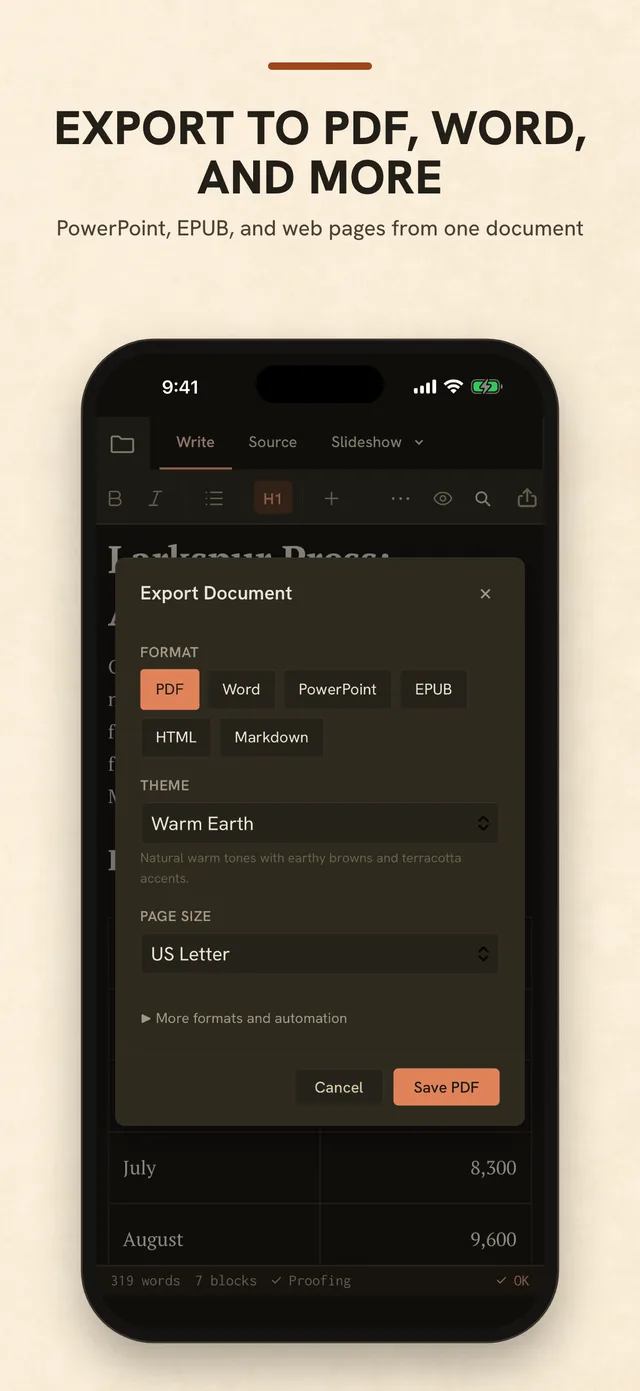 EXPORT TO PDF, WORD,
AND MORE
PowerPoint, EPUB, and web pages from one document
9:41
Write Source Slideshow
B I H1
Larkspur Press:
Export Document
FORMAT
PDF Word PowerPoint EPUB
HTML Markdown
THEME
Warm Earth
Natural warm tones with earthy browns and terracotta
accents.
PAGE SIZE
US Letter
More formats and automation
Cancel Save PDF
July 8,300
August 9,600
319 words 7 blocks ✓ Proofing ✓ OK